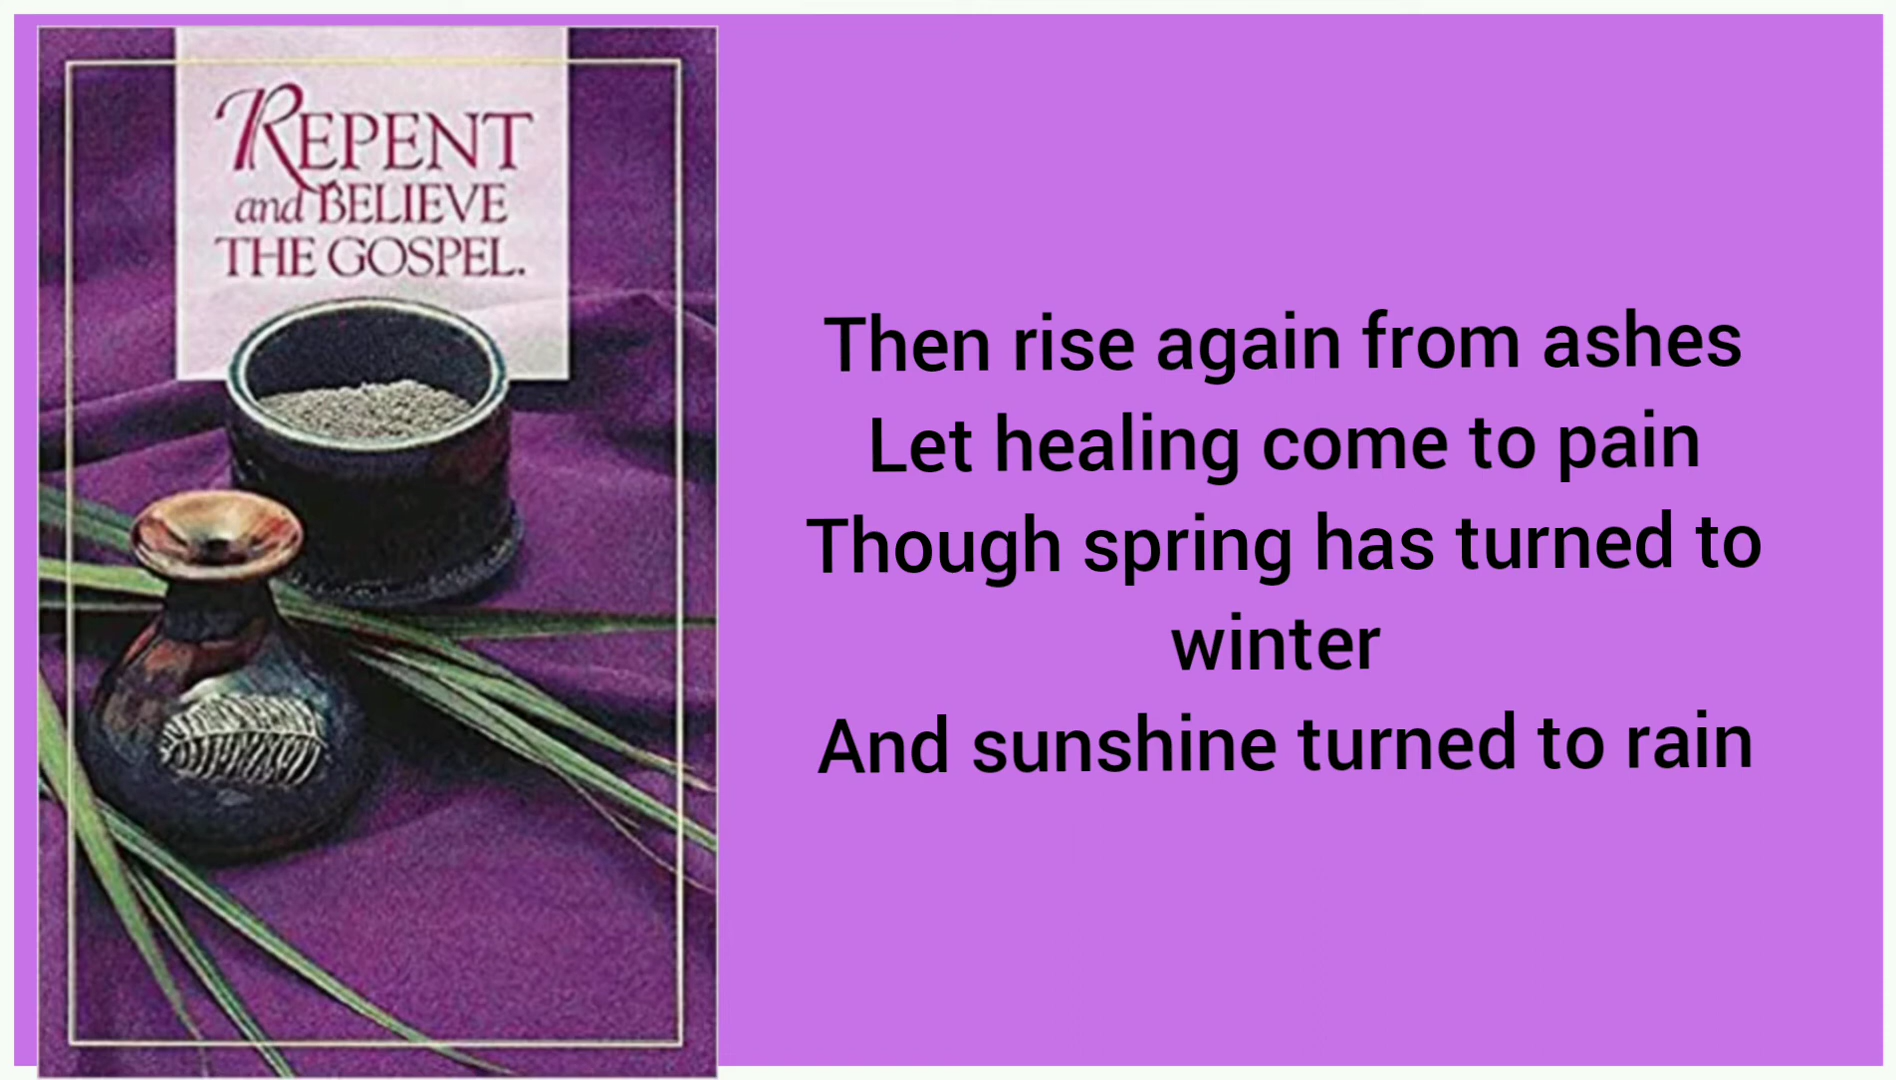 REPENT
and BELIEVE
THE GOSPEL.
Then rise again from ashes
Let healing come to pain
Though spring has turned to
winter
And sunshine turned to rain